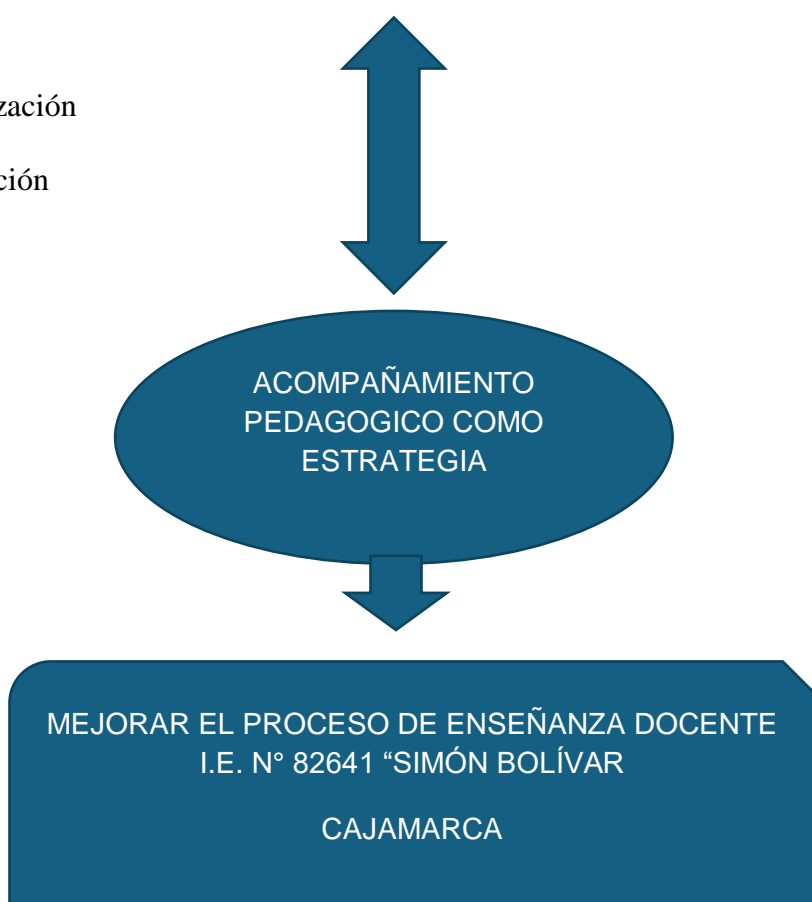 zación
ción
ACOMPAÑAMIENTO
PEDAGOGICO COMO
ESTRATEGIA
MEJORAR EL PROCESO DE ENSEÑANZA DOCENTE
I.E. N° 82641 “SIMÓN BOLÍVAR
CAJAMARCA